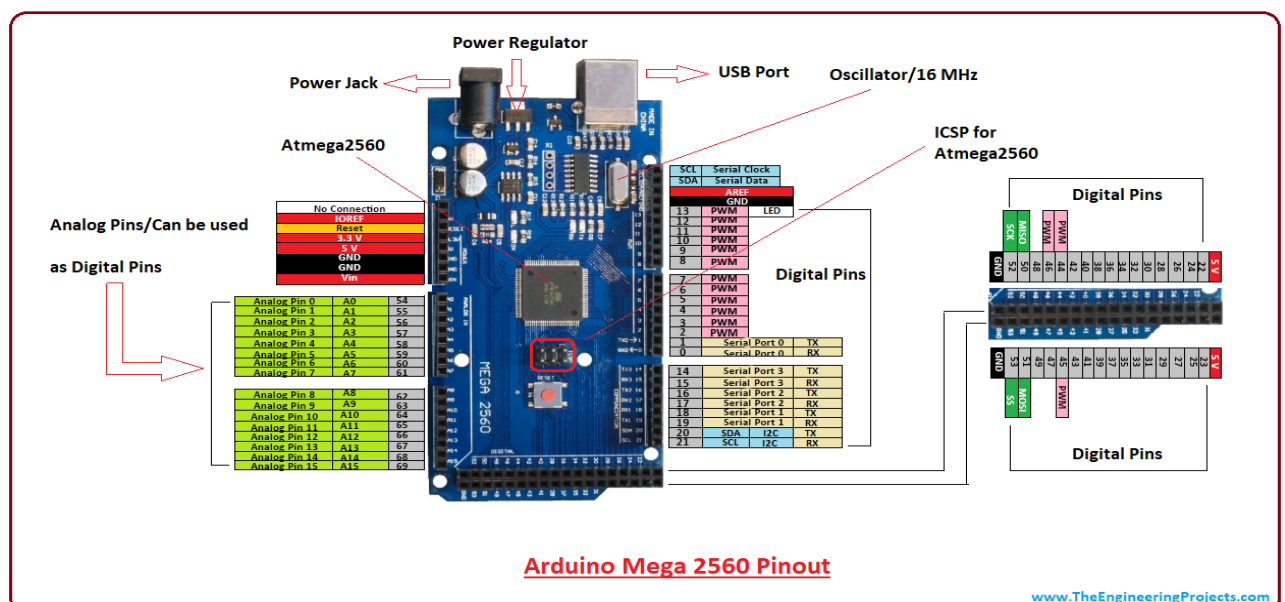 Power Regulator
Power Jack
USB Port
Oscillator/16 MHz
Atmega2560
ICSP for
Atmega2560
Analog Pins/Can be used
as Digital Pins
No Connection
IOREF
Reset
3.3 V
5 V
GND
GND
Vin
Analog Pin 0 A0 54
Analog Pin 1 A1 55
Analog Pin 2 A2 56
Analog Pin 3 A3 57
Analog Pin 4 A4 58
Analog Pin 5 A5 59
Analog Pin 6 A6 60
Analog Pin 7 A7 61
Analog Pin 8 A8 62
Analog Pin 9 A9 63
Analog Pin 10 A10 64
Analog Pin 11 A11 65
Analog Pin 12 A12 66
Analog Pin 13 A13 67
Analog Pin 14 A14 68
Analog Pin 15 A15 69
MADE IN
CHINA
ANALOG IN
MEGA 2560
RESET
COMMUNICATION
DIGETAL
SCL Serial Clock
SDA Serial Data
AREF
GND
13 PWM LED
12 PWM
11 PWM
10 PWM
9 PWM
8 PWM
7 PWM
6 PWM
5 PWM
4 PWM
3 PWM
2 PWM
1 Serial Port 0 TX
0 Serial Port 0 RX
14 Serial Port 3 TX
15 Serial Port 3 RX
16 Serial Port 2 TX
17 Serial Port 2 RX
18 Serial Port 1 TX
19 Serial Port 1 RX
20 SDA I2C TX
21 SCL I2C RX
Digital Pins
Digital Pins
SCK MISO PWM PWM
GND 52 50 48 46 44 42 40 38 36 34 32 30 28 26 24 22 5 V
GND 53 51 49 47 45 43 41 39 37 35 33 31 29 27 25 23 5 V
SS MOSI PWM
Digital Pins
Arduino Mega 2560 Pinout
www.TheEngineeringProjects.com